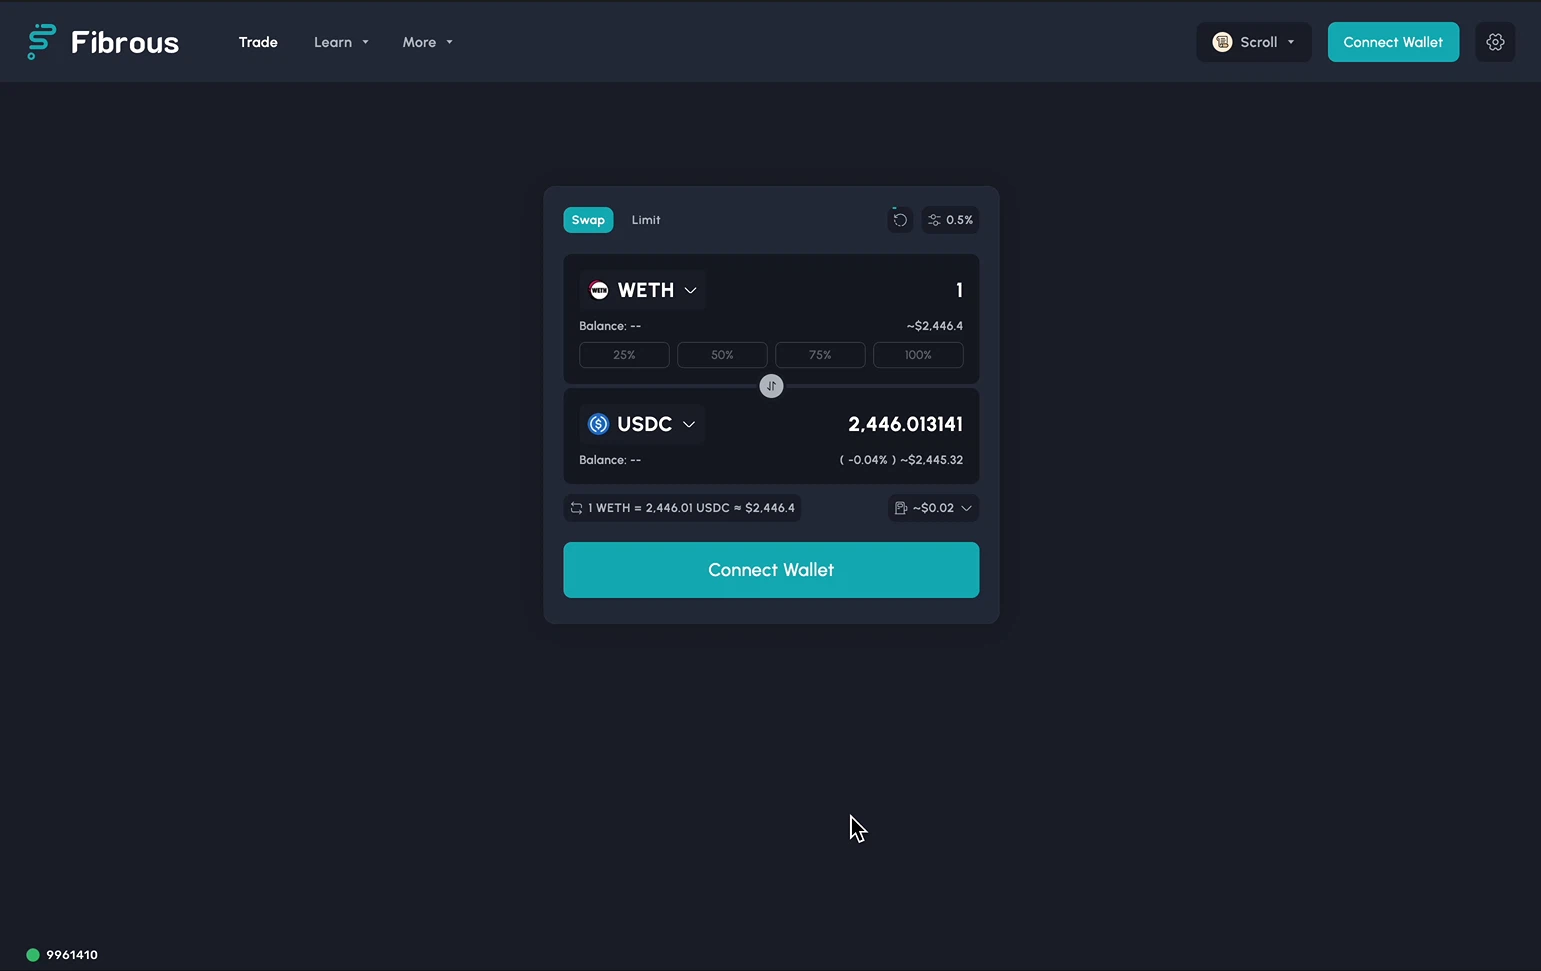 Fibrous Trade Learn More Scroll Connect Wallet
Swap Limit 0.5%
WETH WETH 1
Balance: -- ~$2,446.4
25% 50% 75% 100%
USDC 2,446.013141
Balance: -- ( -0.04% ) ~$2,445.32
1 WETH = 2,446.01 USDC ≈ $2,446.4 ~$0.02
Connect Wallet
9961410